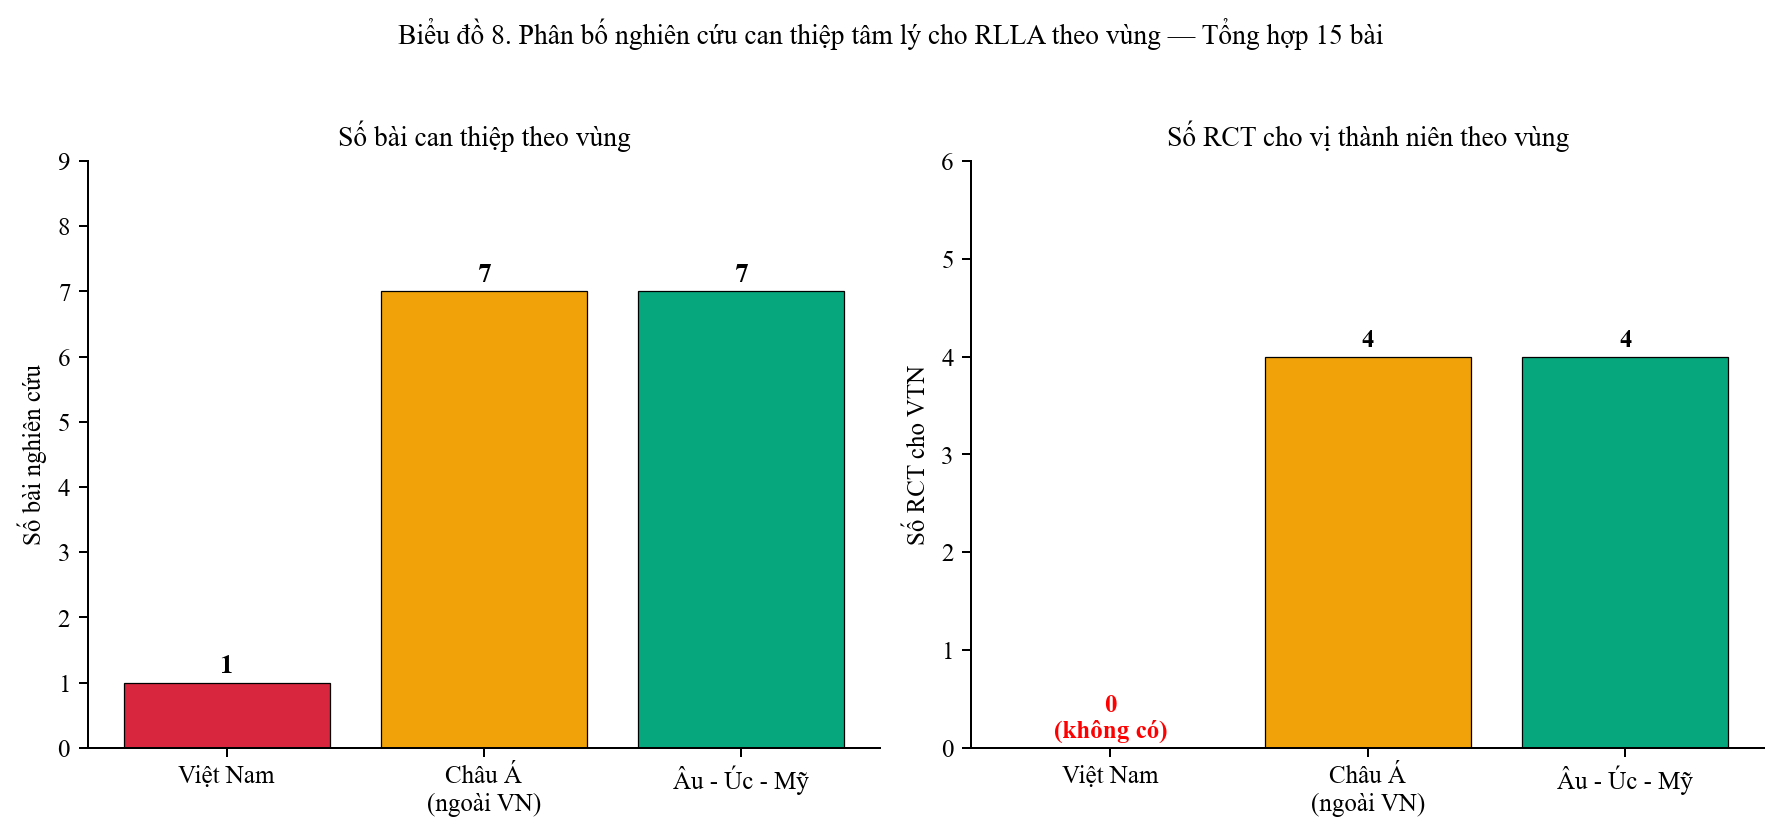 Biểu đồ 8. Phân bố nghiên cứu can thiệp tâm lý cho RLLA theo vùng — Tổng hợp 15 bài
Số bài can thiệp theo vùng
Số bài nghiên cứu
9
8
7
6
5
4
3
2
1
0
1
7
7
Việt Nam
Châu Á
(ngoài VN)
Âu - Úc - Mỹ
Số RCT cho vị thành niên theo vùng
Số RCT cho VTN
6
5
4
3
2
1
0
0
(không có)
4
4
Việt Nam
Châu Á
(ngoài VN)
Âu - Úc - Mỹ